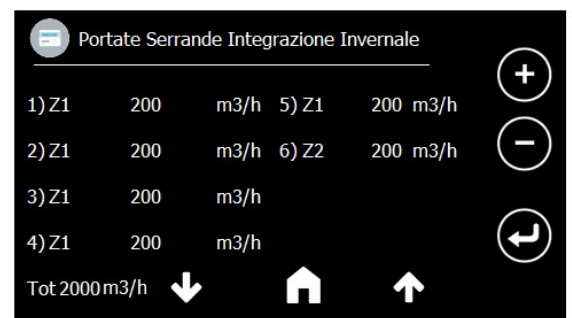 Portate Serrande Integrazione Invernale
1) Z1 200 m3/h 5) Z1 200 m3/h
2) Z1 200 m3/h 6) Z2 200 m3/h
3) Z1 200 m3/h
4) Z1 200 m3/h
Tot 2000 m3/h